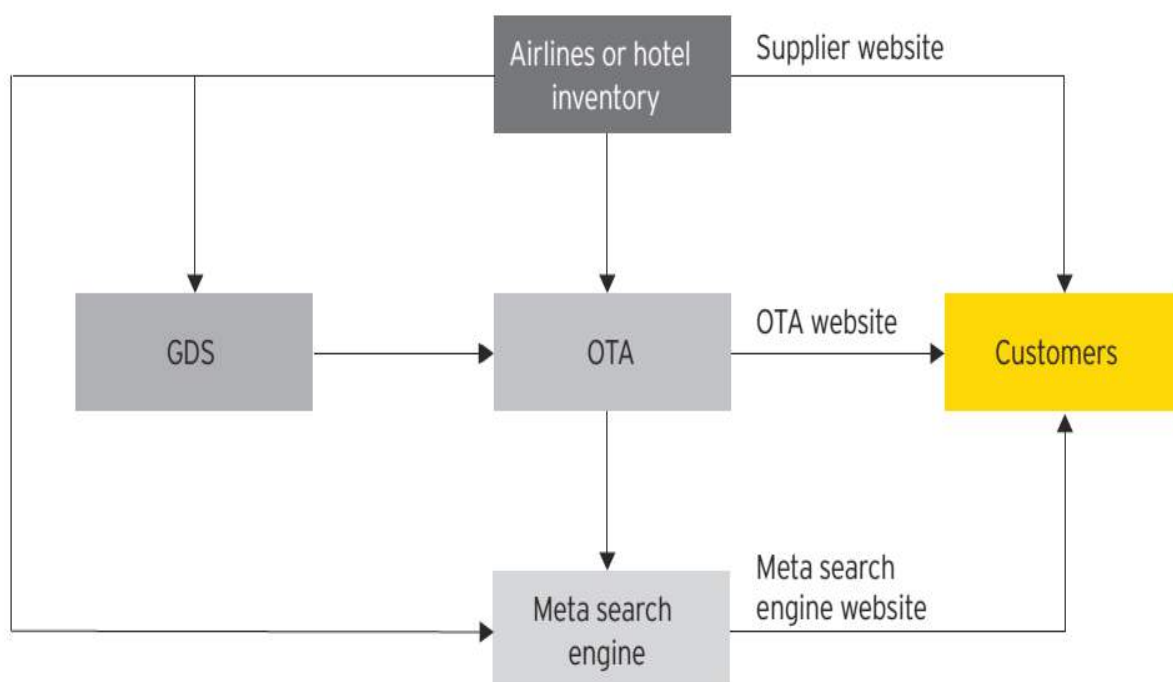 Airlines or hotel
inventory
Supplier website
GDS
OTA
OTA website
Customers
Meta search
engine
Meta search
engine website